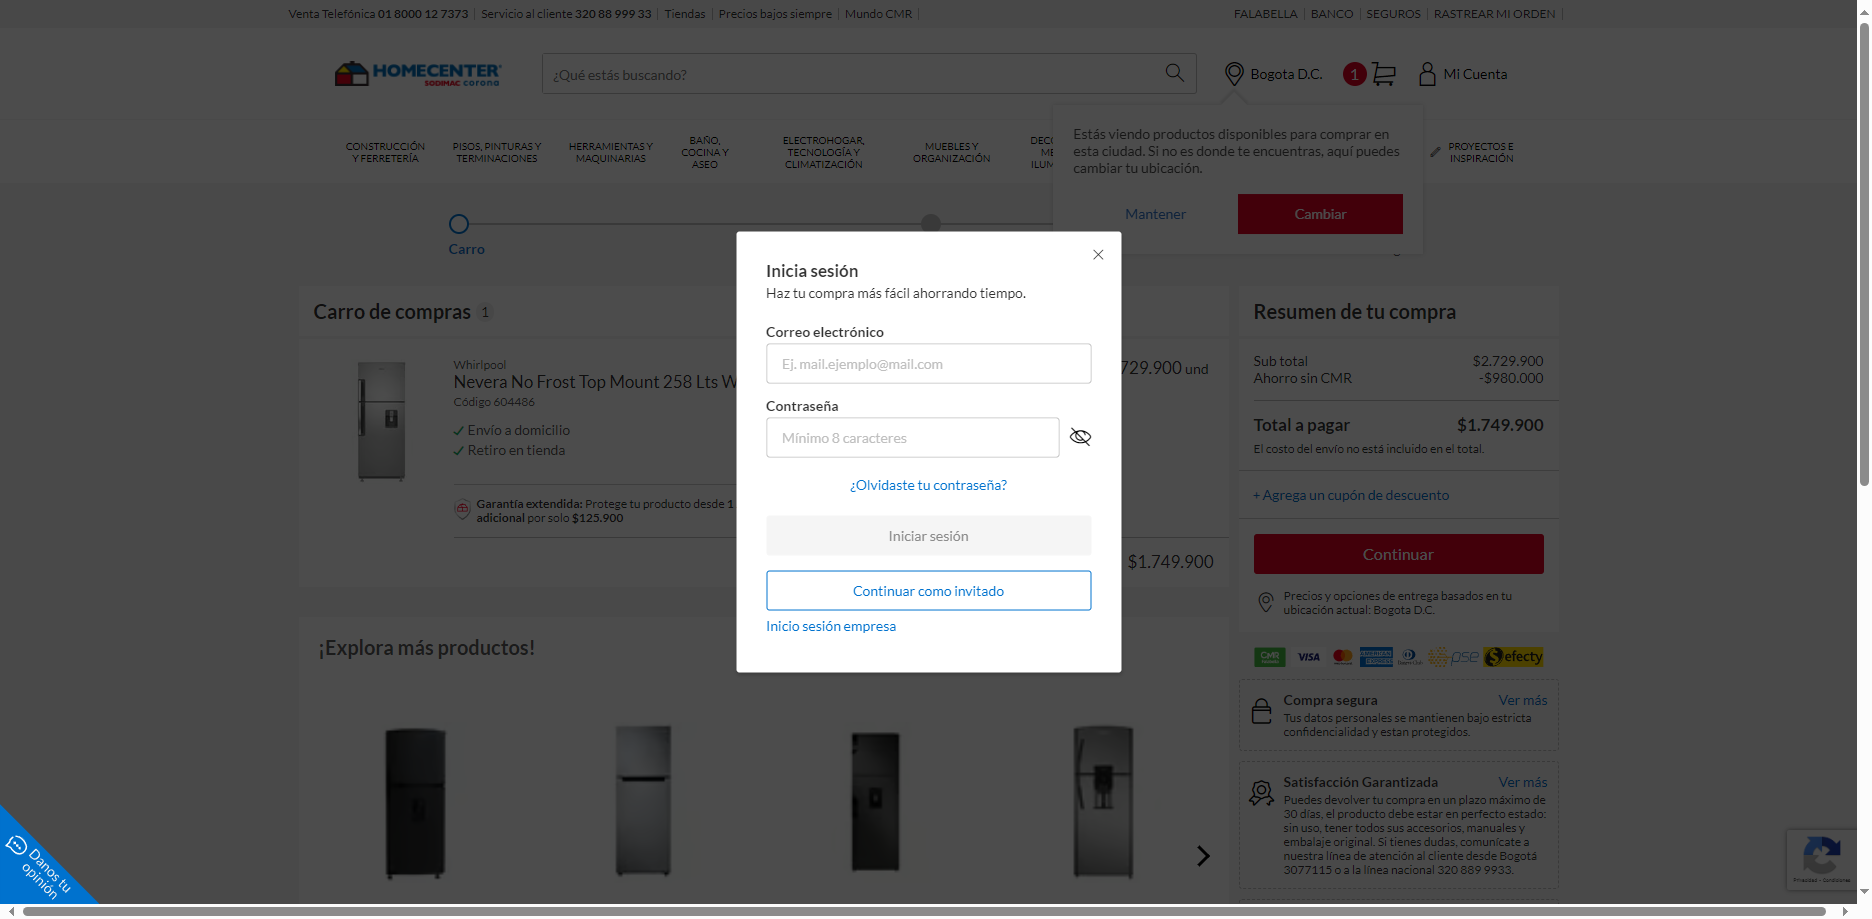 Venta Telefónica 01 8000 12 7373
Servicio al cliente 320 88 999 33
Tiendas
Precios bajos siempre
Mundo CMR
FALABELLA
BANCO
SEGUROS
RASTREAR MI ORDEN
HOMECENTER
SODIMAC corona
¿Qué estás buscando?
Bogota D.C.
1
Mi Cuenta
CONSTRUCCIÓN
Y FERRETERÍA
PISOS, PINTURAS Y
TERMINACIONES
HERRAMIENTAS Y
MAQUINARIAS
BAÑO,
COCINA Y
ASEO
ELECTROHOGAR,
TECNOLOGÍA Y
CLIMATIZACIÓN
MUEBLES Y
ORGANIZACIÓN
DECO
ME
ILUM
PROYECTOS E
INSPIRACIÓN
Estás viendo productos disponibles para comprar en
esta ciudad. Si no es donde te encuentras, aquí puedes
cambiar tu ubicación.
Mantener
Cambiar
Carro
Inicia sesión
Haz tu compra más fácil ahorrando tiempo.
Correo electrónico
Ej. mail.ejemplo@mail.com
Contraseña
Mínimo 8 caracteres
¿Olvidaste tu contraseña?
Iniciar sesión
Continuar como invitado
Inicio sesión empresa
Carro de compras 1
Whirlpool
Nevera No Frost Top Mount 258 Lts W
Código 604486
Envío a domicilio
Retiro en tienda
729.900 und
Garantía extendida: Protege tu producto desde 1
adicional por solo $125.900
$1.749.900
¡Explora más productos!
Resumen de tu compra
Sub total $2.729.900
Ahorro sin CMR -$980.000
Total a pagar $1.749.900
El costo del envío no está incluido en el total.
+ Agrega un cupón de descuento
Continuar
Precios y opciones de entrega basados en tu
ubicación actual: Bogota D.C.
CMR
VISA
AMERICAN EXPRESS
pse
efecty
Compra segura Ver más
Tus datos personales se mantienen bajo estricta
confidencialidad y estan protegidos.
Satisfacción Garantizada Ver más
Puedes devolver tu compra en un plazo máximo de
30 días, el producto debe estar en perfecto estado:
sin uso, tener todos sus accesorios, manuales y
embalaje original. Si tienes dudas, comunícate a
nuestra línea de atención al cliente desde Bogotá
3077115 o a la línea nacional 320 889 9933.
Danos tu
opinión
Privacidad - Condiciones